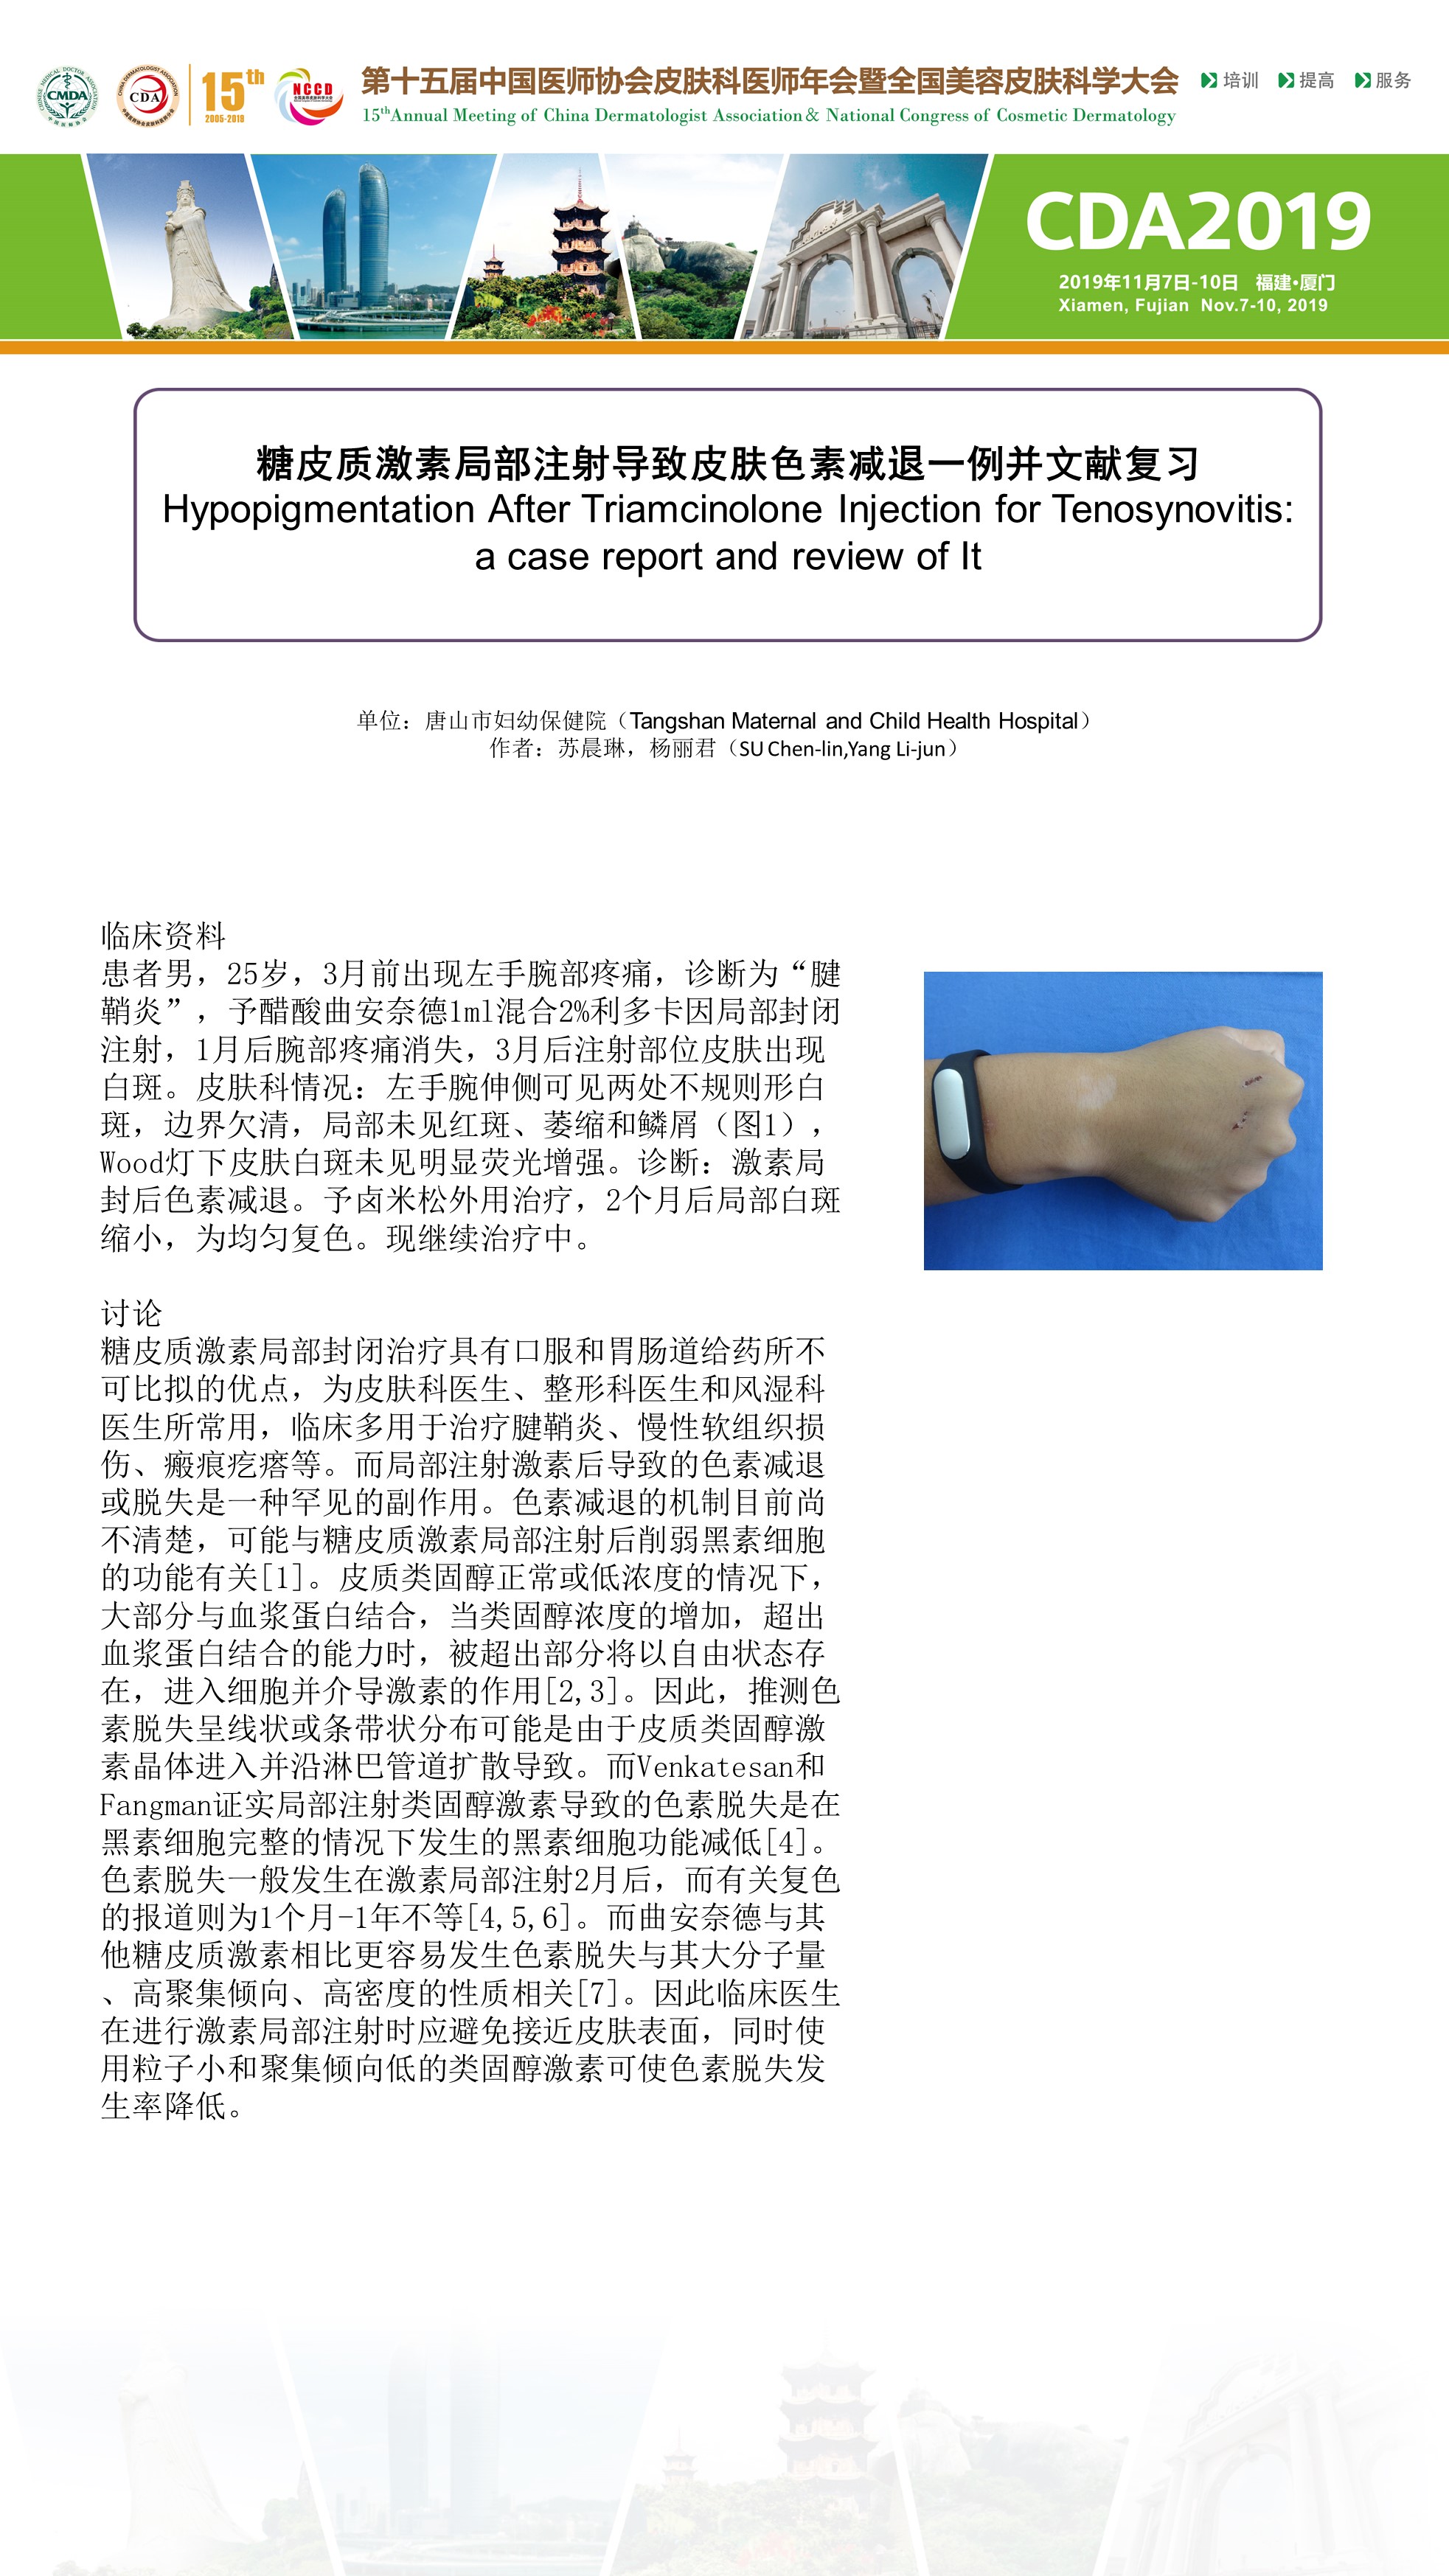 CMDA
CDA
15th
2005-2019
NCCD
第十五届中国医师协会皮肤科医师年会暨全国美容皮肤科学大会
15thAnnual Meeting of China Dermatologist Association& National Congress of Cosmetic Dermatology
培训 提高 服务
CDA2019
2019年11月7日-10日 福建•厦门
Xiamen, Fujian Nov.7-10, 2019
糖皮质激素局部注射导致皮肤色素减退一例并文献复习
Hypopigmentation After Triamcinolone Injection for Tenosynovitis:
a case report and review of It
单位：唐山市妇幼保健院（Tangshan Maternal and Child Health Hospital）
作者：苏晨琳，杨丽君（SU Chen-lin,Yang Li-jun）
临床资料
患者男，25岁，3月前出现左手腕部疼痛，诊断为“腱
鞘炎”，予醋酸曲安奈德1ml混合2%利多卡因局部封闭
注射，1月后腕部疼痛消失，3月后注射部位皮肤出现
白斑。皮肤科情况：左手腕伸侧可见两处不规则形白
斑，边界欠清，局部未见红斑、萎缩和鳞屑（图1），
Wood灯下皮肤白斑未见明显荧光增强。诊断：激素局
封后色素减退。予卤米松外用治疗，2个月后局部白斑
缩小，为均匀复色。现继续治疗中。
讨论
糖皮质激素局部封闭治疗具有口服和胃肠道给药所不
可比拟的优点，为皮肤科医生、整形科医生和风湿科
医生所常用，临床多用于治疗腱鞘炎、慢性软组织损
伤、瘢痕疙瘩等。而局部注射激素后导致的色素减退
或脱失是一种罕见的副作用。色素减退的机制目前尚
不清楚，可能与糖皮质激素局部注射后削弱黑素细胞
的功能有关[1]。皮质类固醇正常或低浓度的情况下，
大部分与血浆蛋白结合，当类固醇浓度的增加，超出
血浆蛋白结合的能力时，被超出部分将以自由状态存
在，进入细胞并介导激素的作用[2,3]。因此，推测色
素脱失呈线状或条带状分布可能是由于皮质类固醇激
素晶体进入并沿淋巴管道扩散导致。而Venkatesan和
Fangman证实局部注射类固醇激素导致的色素脱失是在
黑素细胞完整的情况下发生的黑素细胞功能减低[4]。
色素脱失一般发生在激素局部注射2月后，而有关复色
的报道则为1个月-1年不等[4,5,6]。而曲安奈德与其
他糖皮质激素相比更容易发生色素脱失与其大分子量
、高聚集倾向、高密度的性质相关[7]。因此临床医生
在进行激素局部注射时应避免接近皮肤表面，同时使
用粒子小和聚集倾向低的类固醇激素可使色素脱失发
生率降低。